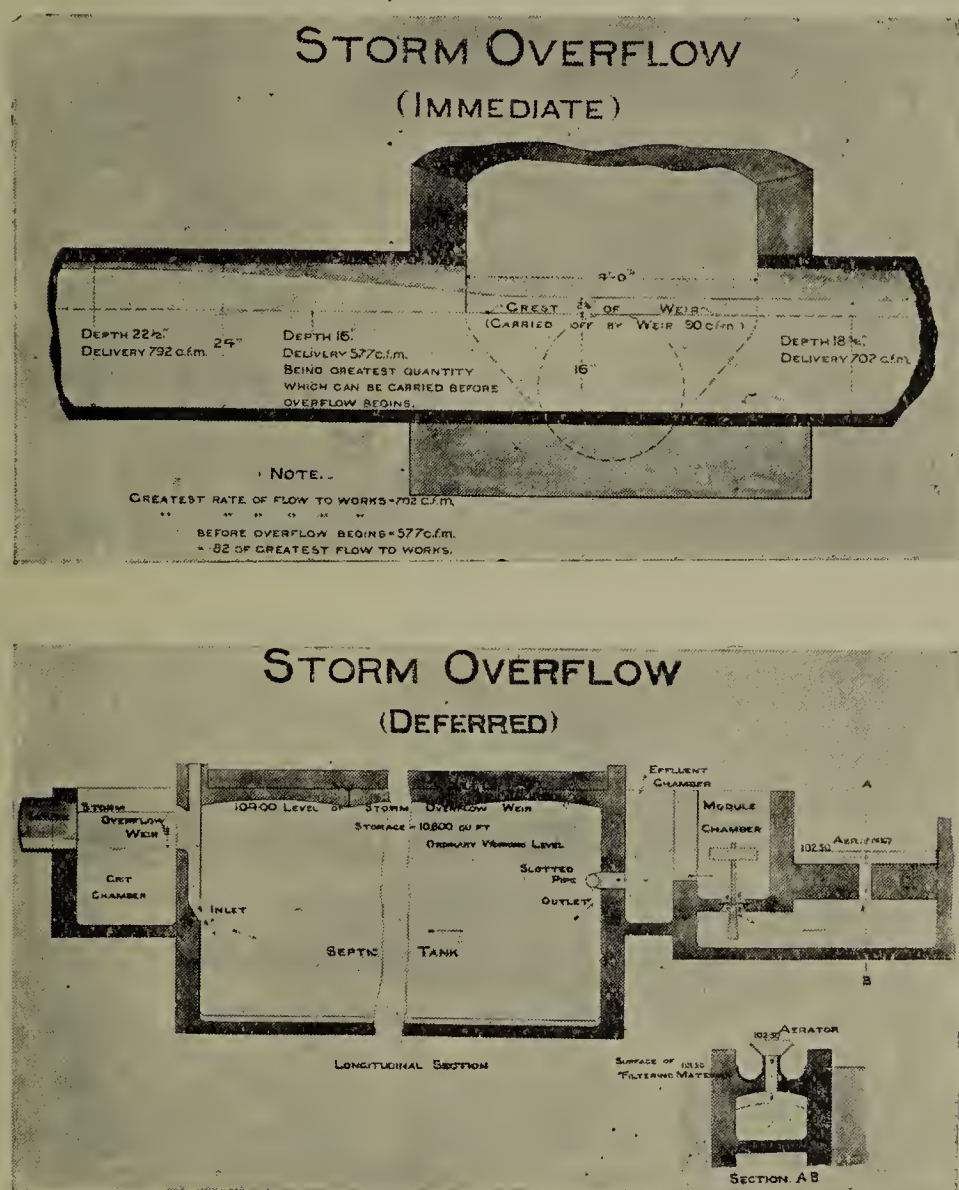 STORM OVERFLOW
(IMMEDIATE)
4'-0"
CREST OF WEIR
(CARRIED OFF BY WEIR 90 c.f.m.)
DEPTH 22½"
DELIVERY 792 c.f.m.
24"
DEPTH 16"
DELIVERY 577 c.f.m.
BEING GREATEST QUANTITY
WHICH CAN BE CARRIED BEFORE
OVERFLOW BEGINS.
16"
DEPTH 18¾"
DELIVERY 702 c.f.m.
NOTE.
GREATEST RATE OF FLOW TO WORKS=702 c.f.m.
" " " " " "
BEFORE OVERFLOW BEGINS=577 c.f.m.
= .82 OF GREATEST FLOW TO WORKS.
STORM OVERFLOW
(DEFERRED)
STORM
OVERFLOW
WEIR
GRIT
CHAMBER
INLET
109.00 LEVEL OF STORM OVERFLOW WEIR
STORAGE = 10,800 CU FT
ORDINARY WORKING LEVEL
SLOTTED
PIPE
OUTLET
SEPTIC TANK
LONGITUDINAL SECTION
EFFLUENT
CHAMBER
MODULE
CHAMBER
A
102.50
B
102.50 AERATOR
SURFACE OF
FILTERING MATERIAL
SECTION A B